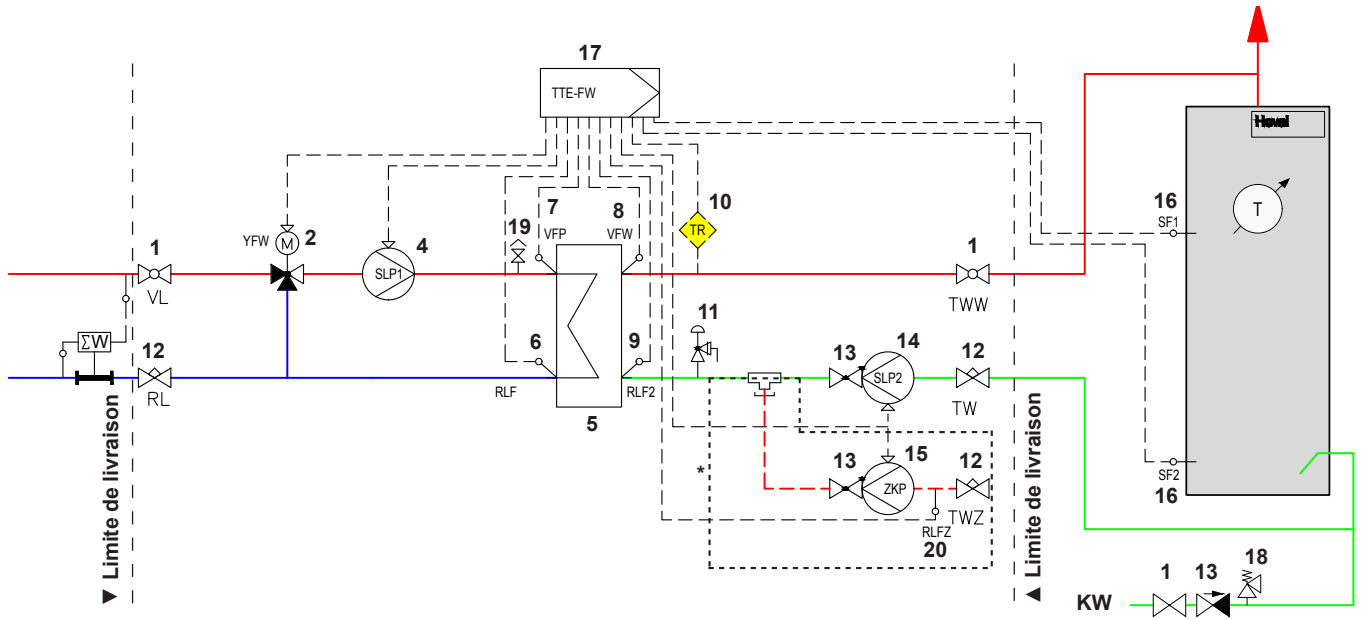 17
TTE-FW
Hoval
T
16
SF1
7
8
10
VFP
VFW
TR
19
1
YFW
M
2
4
SLP1
VL
1
TWW
ΣW
12
RL
6
RLF
5
9
RLF2
11
13
14
SLP2
12
TW
*
13
15
ZKP
12
TWZ
RLFZ
20
SF2
16
▼ Limite de livraison
▲ Limite de livraison
KW
1
13
18